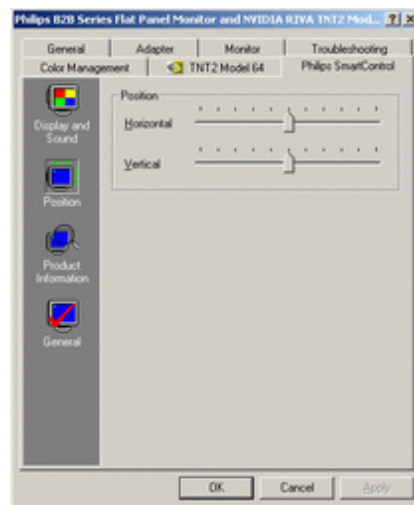 Philips B2B Series Flat Panel Monitor and NVIDIA RIVA TNT2 Mod...
General Adapter Monitor Troubleshooting
Color Management TNT2 Model 64 Philips SmartControl
Display and
Sound
Position
Horizontal
Vertical
Position
Product
Information
General
OK Cancel Apply